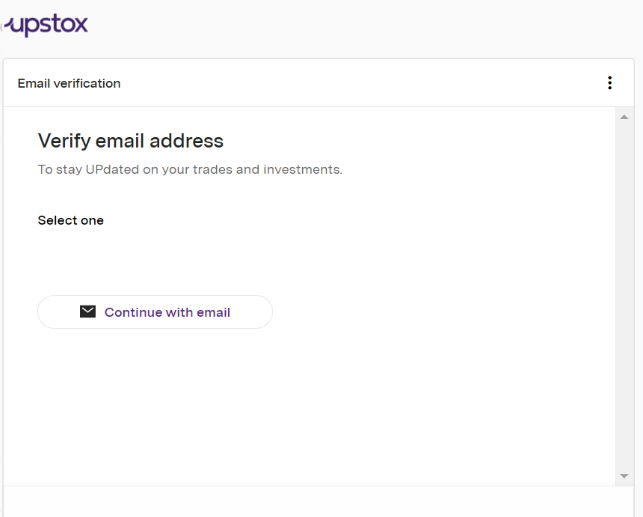 upstox
Email verification
Verify email address
To stay UPdated on your trades and investments.
Select one
Continue with email